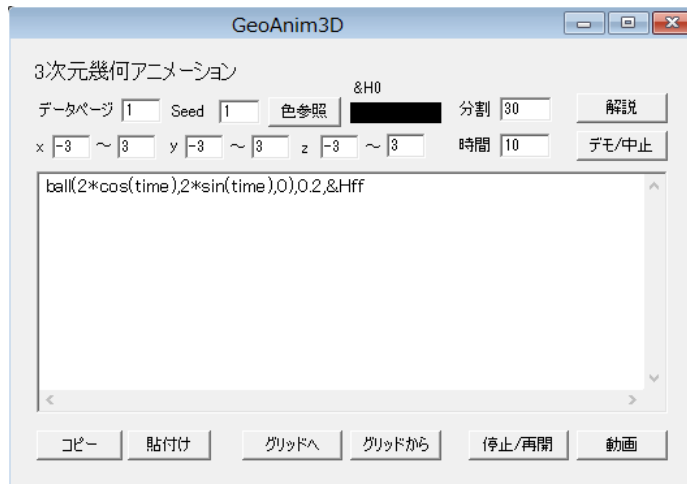 GeoAnim3D
3次元幾何アニメーション
&H0
データページ 1 Seed 1 色参照 分割 30 解説
x -3 ～ 3 y -3 ～ 3 z -3 ～ 3 時間 10 デモ/中止
ball(2*cos(time),2*sin(time),0),0.2,&Hff
コピー 貼付け グリッドへ グリッドから 停止/再開 動画